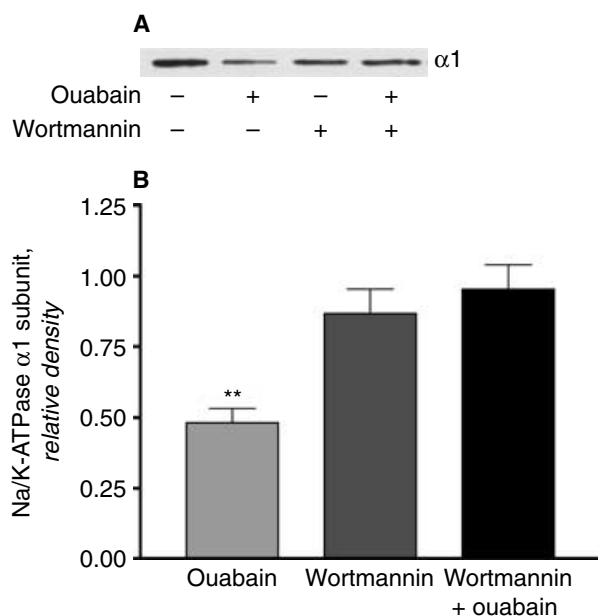 A
α1
Ouabain – + – +
Wortmannin – – + +
B
Na/K-ATPase α1 subunit,
relative density
1.25
1.00
0.75
0.50
0.25
0.00
**
Ouabain Wortmannin Wortmannin
+ ouabain